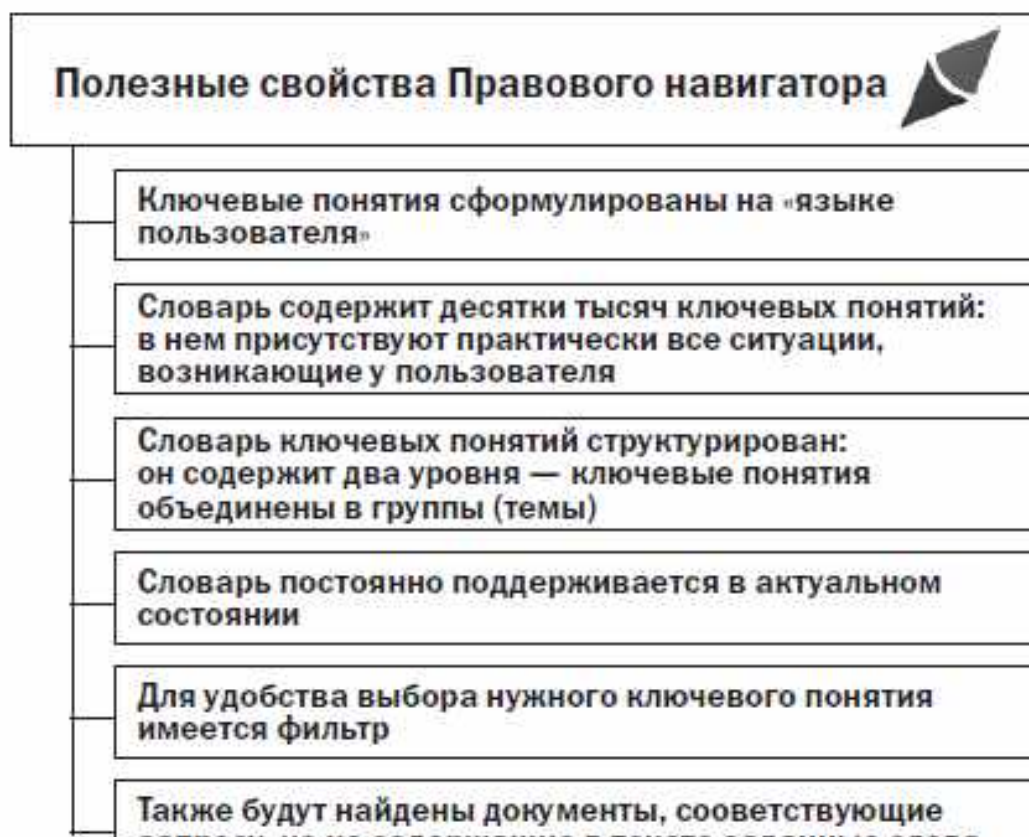 Полезные свойства Правового навигатора
Ключевые понятия сформулированы на «языке
пользователя»
Словарь содержит десятки тысяч ключевых понятий:
в нем присутствуют практически все ситуации,
возникающие у пользователя
Словарь ключевых понятий структурирован:
он содержит два уровня — ключевые понятия
объединены в группы (темы)
Словарь постоянно поддерживается в актуальном
состоянии
Для удобства выбора нужного ключевого понятия
имеется фильтр
Также будут найдены документы, сооветствующие